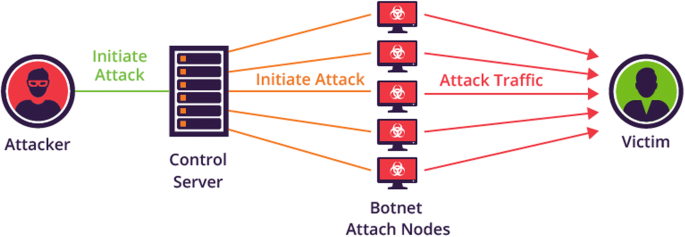 Initiate
Attack
Initiate Attack
Attack Traffic
Attacker
Control
Server
Botnet
Attach Nodes
Victim